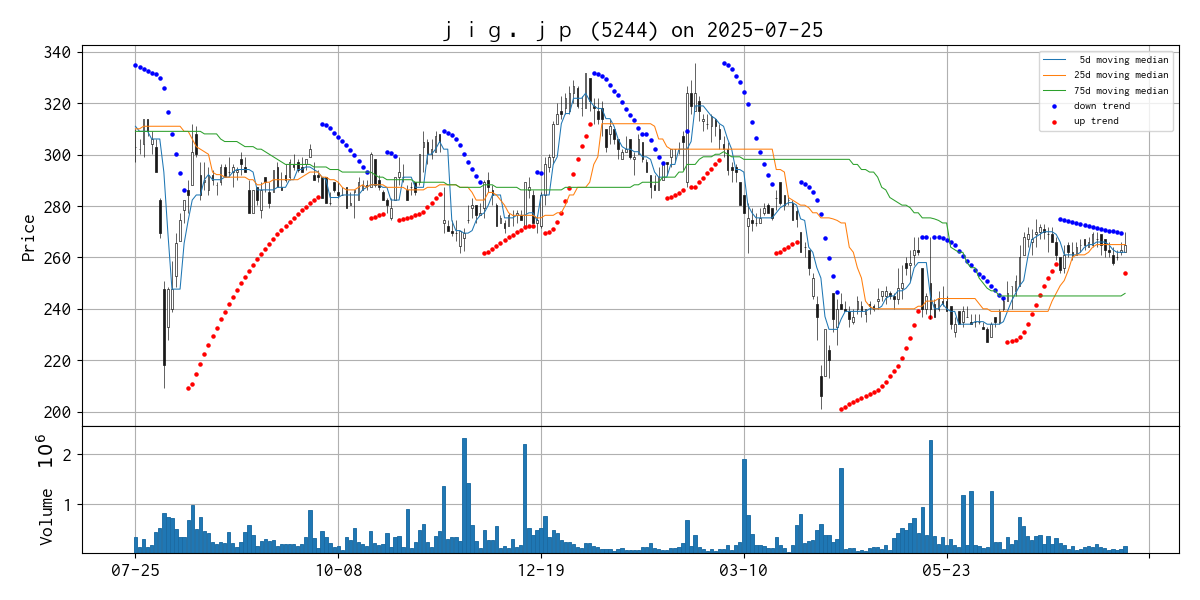 ｊｉｇ．ｊｐ (5244) on 2025-07-25
Price
340
320
300
280
260
240
220
200
5d moving median
25d moving median
75d moving median
down trend
up trend
Volume 10^6
2
1
07-25
10-08
12-19
03-10
05-23